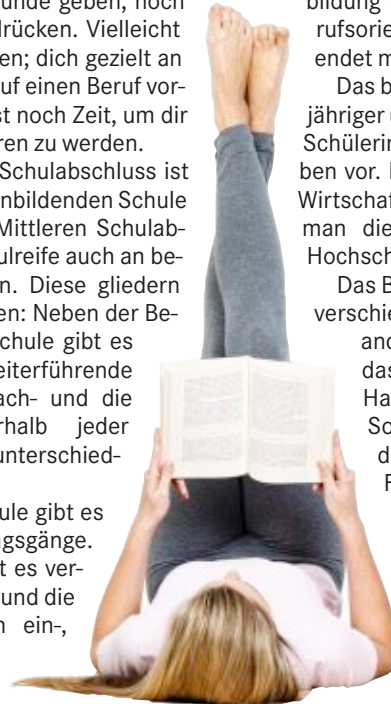 unde geben, noch
drücken. Vielleicht
en; dich gezielt an
uf einen Beruf vor-
st noch Zeit, um dir
ren zu werden.
Schulabschluss ist
nbildenden Schule
Mittleren Schulab-
ulreife auch an be-
n. Diese gliedern
en: Neben der Be-
chule gibt es
eiterführende
ach- und die
rhalb jeder
unterschied-
ule gibt es
ngsgänge.
t es ver-
und die
n ein-,
bildung
rufsorie
endet m
Das b
jähriger
Schülerin
ben vor.
Wirtschaf
man die
Hochsch
Das B
verschie
and
das
Ha
So
d
F